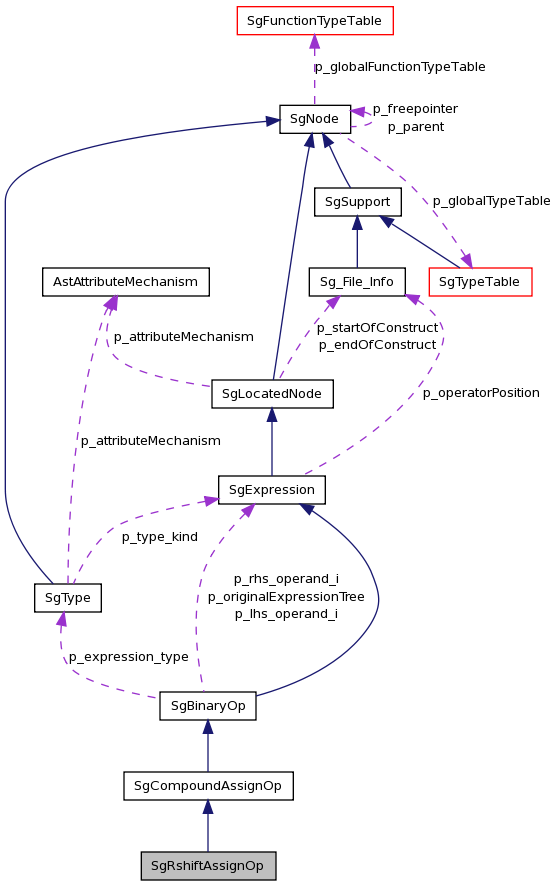 SgFunctionTypeTable
p_globalFunctionTypeTable
SgNode
p_freepointer
p_parent
SgSupport
p_globalTypeTable
AstAttributeMechanism
Sg_File_Info
SgTypeTable
p_attributeMechanism
p_startOfConstruct
p_endOfConstruct
SgLocatedNode
p_operatorPosition
p_attributeMechanism
SgExpression
p_type_kind
p_rhs_operand_i
p_originalExpressionTree
p_lhs_operand_i
SgType
p_expression_type
SgBinaryOp
SgCompoundAssignOp
SgRshiftAssignOp